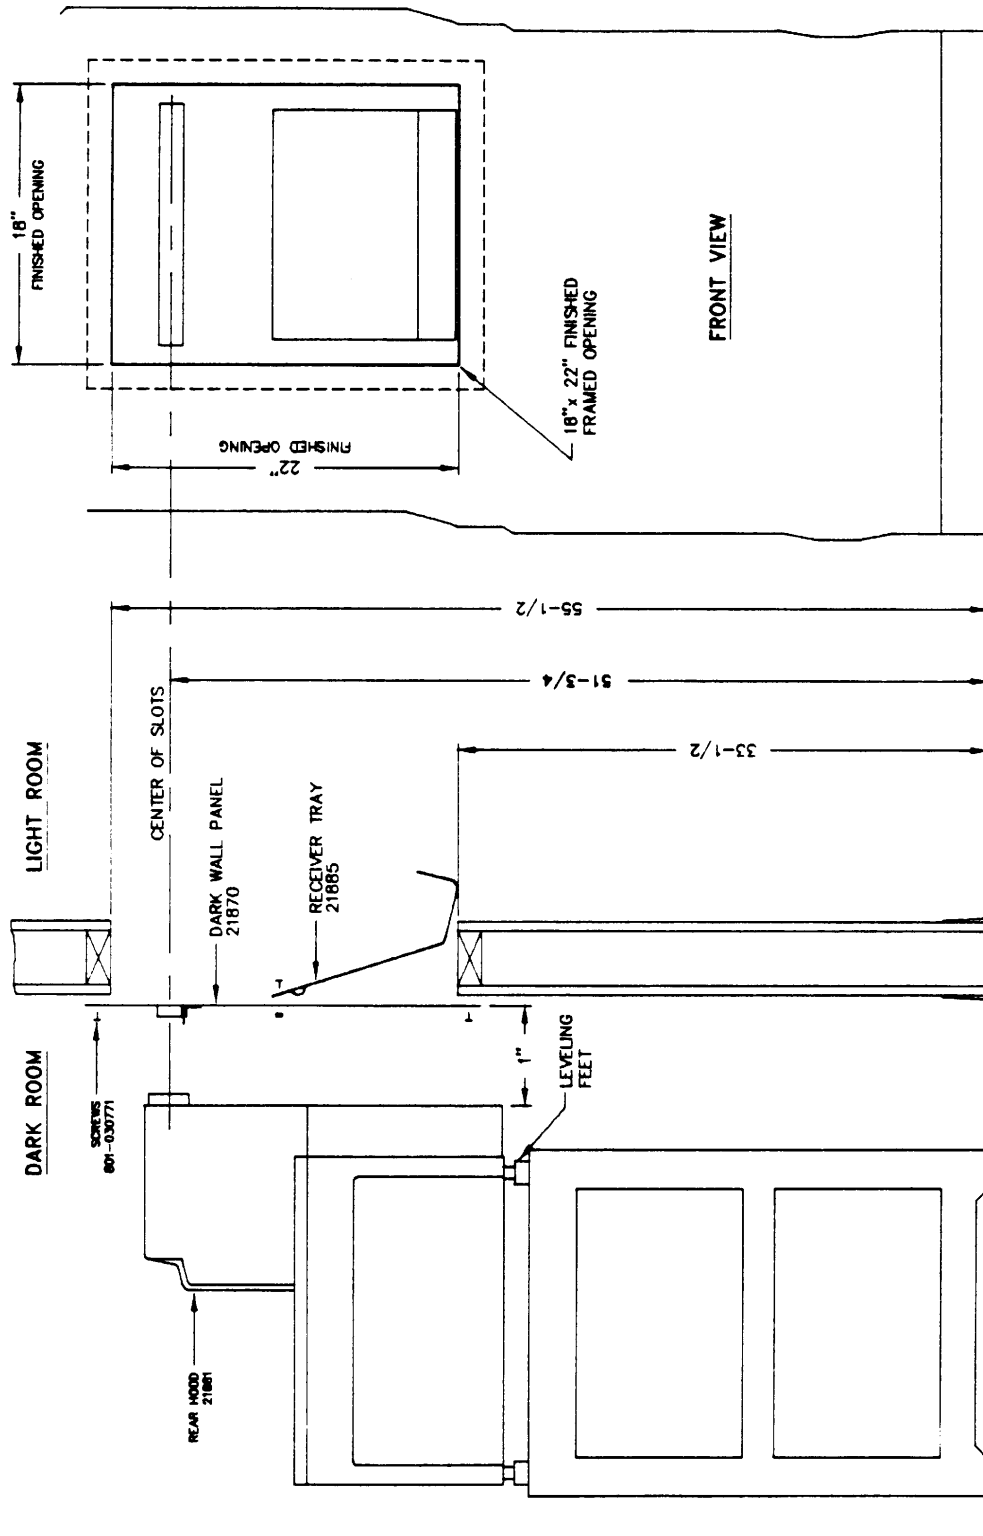 18"
FINISHED OPENING
22"
FINISHED OPENING
18" x 22" FINISHED
FRAMED OPENING
FRONT VIEW
55-1/2
51-3/4
33-1/2
LIGHT ROOM
CENTER OF SLOTS
DARK WALL PANEL
21870
RECEIVER TRAY
21885
DARK ROOM
SCREWS
801-030771
1"
LEVELING
FEET
REAR HOOD
21881